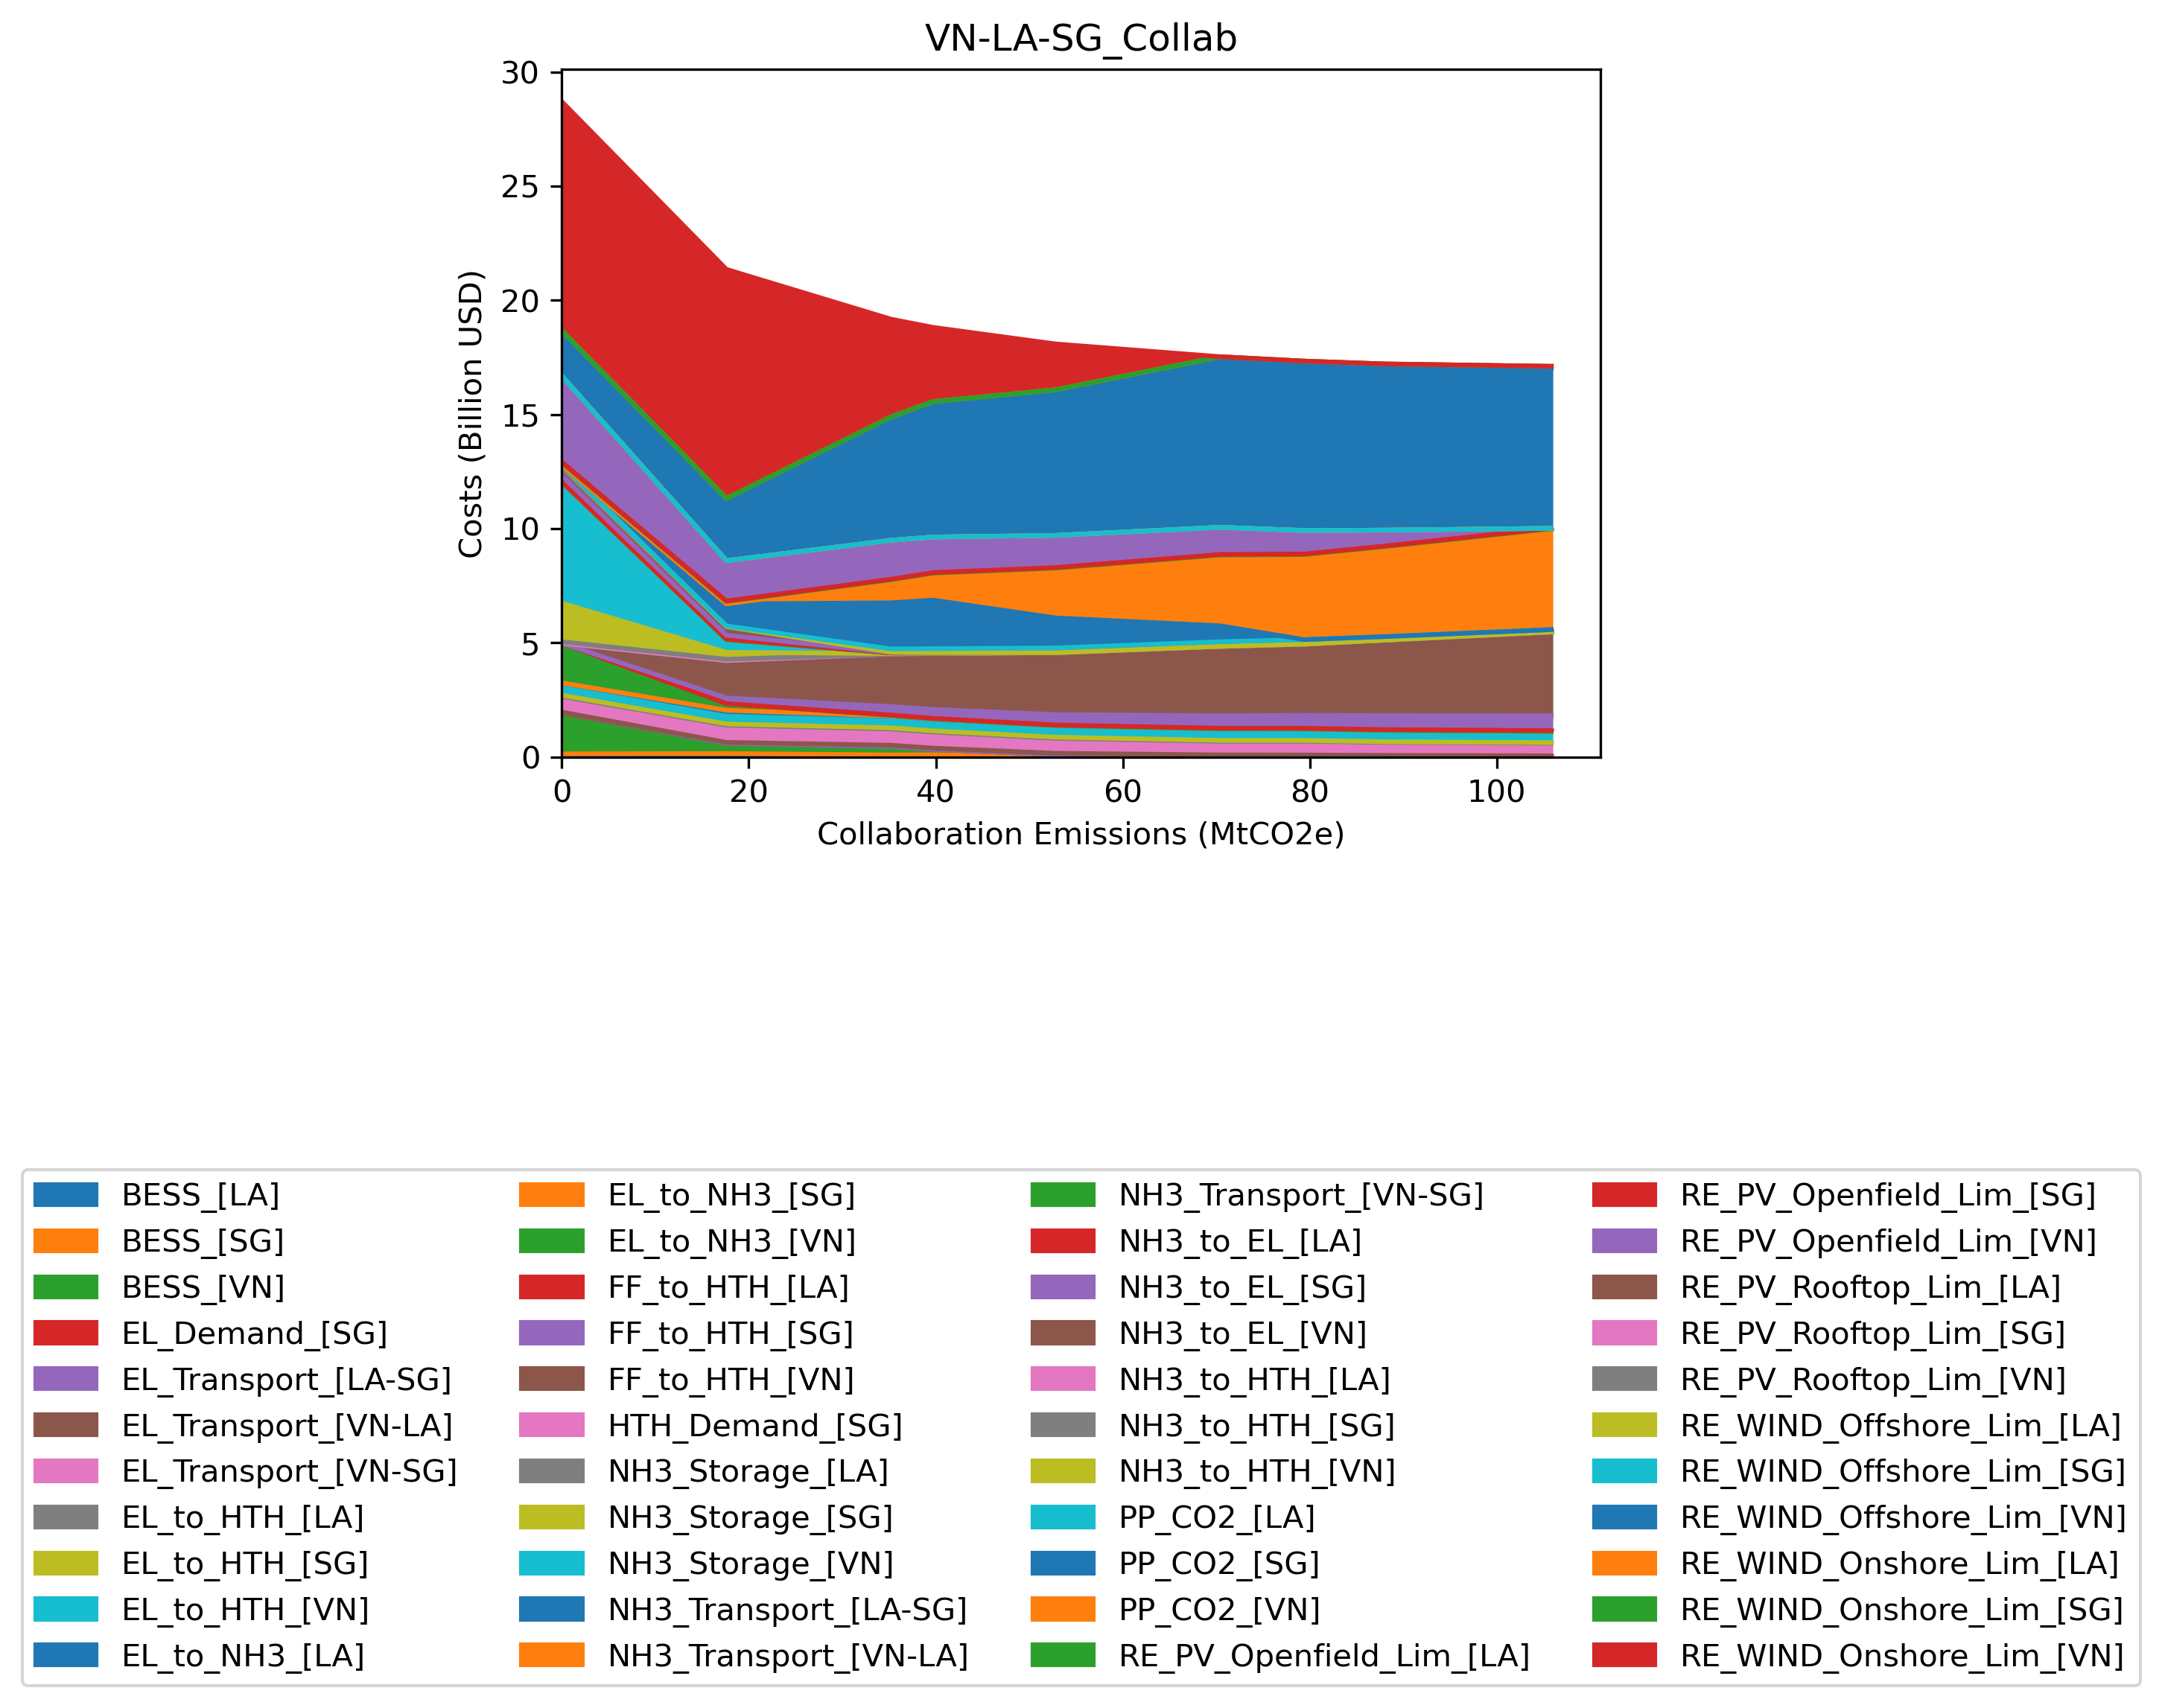 VN-LA-SG_Collab
30
25
20
15
10
5
0
Costs (Billion USD)
0 20 40 60 80 100
Collaboration Emissions (MtCO2e)
BESS_[LA]
BESS_[SG]
BESS_[VN]
EL_Demand_[SG]
EL_Transport_[LA-SG]
EL_Transport_[VN-LA]
EL_Transport_[VN-SG]
EL_to_HTH_[LA]
EL_to_HTH_[SG]
EL_to_HTH_[VN]
EL_to_NH3_[LA]
EL_to_NH3_[SG]
EL_to_NH3_[VN]
FF_to_HTH_[LA]
FF_to_HTH_[SG]
FF_to_HTH_[VN]
HTH_Demand_[SG]
NH3_Storage_[LA]
NH3_Storage_[SG]
NH3_Storage_[VN]
NH3_Transport_[LA-SG]
NH3_Transport_[VN-LA]
NH3_Transport_[VN-SG]
NH3_to_EL_[LA]
NH3_to_EL_[SG]
NH3_to_EL_[VN]
NH3_to_HTH_[LA]
NH3_to_HTH_[SG]
NH3_to_HTH_[VN]
PP_CO2_[LA]
PP_CO2_[SG]
PP_CO2_[VN]
RE_PV_Openfield_Lim_[LA]
RE_PV_Openfield_Lim_[SG]
RE_PV_Openfield_Lim_[VN]
RE_PV_Rooftop_Lim_[LA]
RE_PV_Rooftop_Lim_[SG]
RE_PV_Rooftop_Lim_[VN]
RE_WIND_Offshore_Lim_[LA]
RE_WIND_Offshore_Lim_[SG]
RE_WIND_Offshore_Lim_[VN]
RE_WIND_Onshore_Lim_[LA]
RE_WIND_Onshore_Lim_[SG]
RE_WIND_Onshore_Lim_[VN]